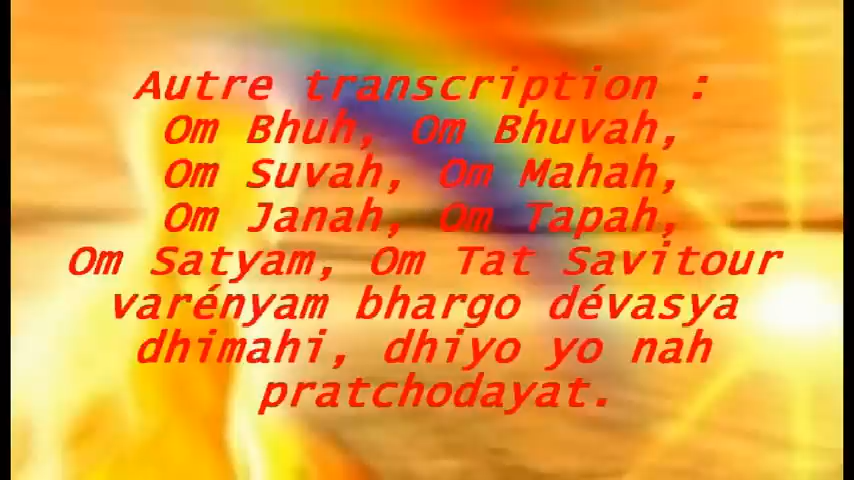 Autre transcription :
Om Bhuh, Om Bhuvah,
Om Suvah, Om Mahah,
Om Janah, Om Tapah,
Om Satyam, Om Tat Savitour
varényam bhargo dévasya
dhimahi, dhiyo yo nah
pratchodayat.